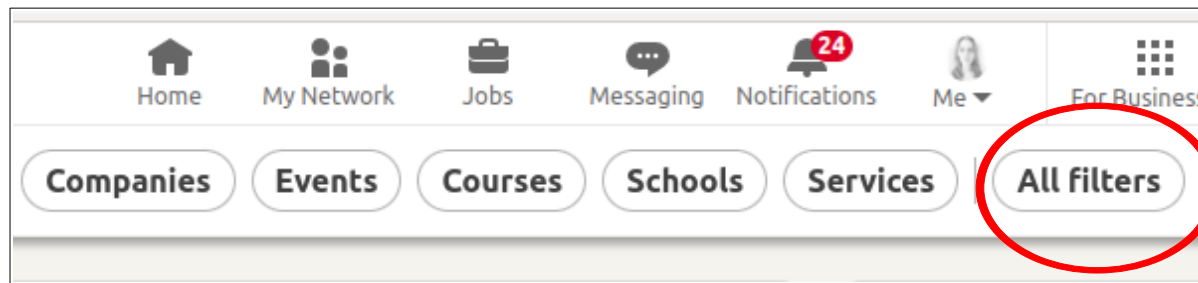 24
Home My Network Jobs Messaging Notifications Me For Business
Companies Events Courses Schools Services All filters